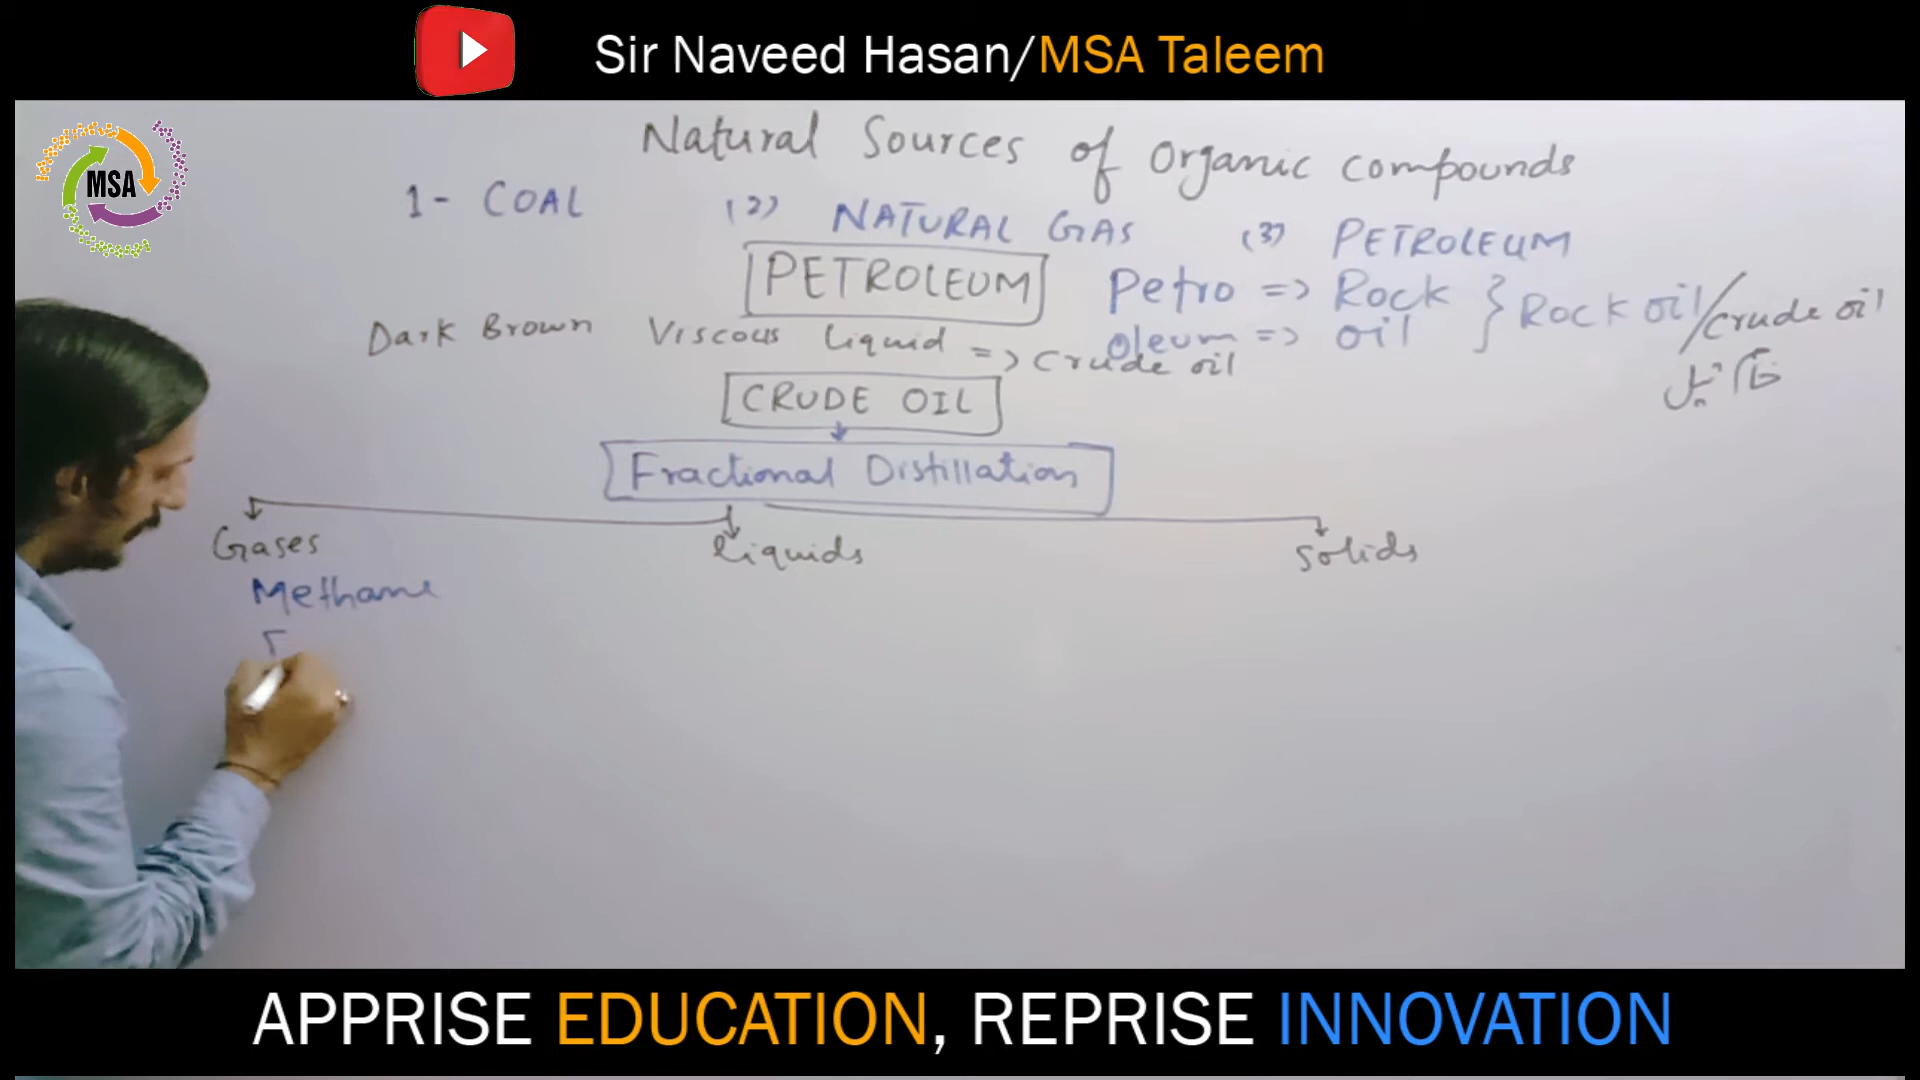 Sir Naveed Hasan/MSA Taleem
MSA
Natural Sources of Organic compounds
1- COAL (2) NATURAL GAS (3) PETROLEUM
PETROLEUM Petro => Rock } Rock oil/crude oil
oleum => oil
Dark Brown Viscous liquid => crude oil
خام تیل
CRUDE OIL
Fractional Distillation
Gases liquids Solids
Methane
APPRISE EDUCATION, REPRISE INNOVATION